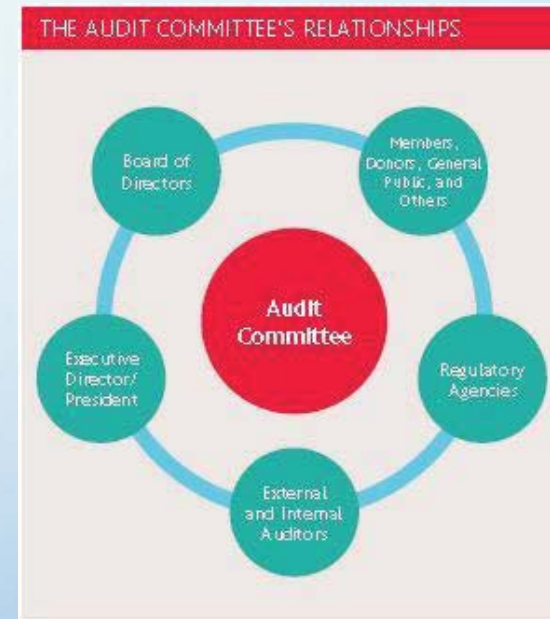 THE AUDIT COMMITTEE'S RELATIONSHIPS
Board of
Directors
Members,
Donors, General
Public, and
Others
Audit
Committee
Executive
Director/
President
Regulatory
Agencies
External
and Internal
Auditors